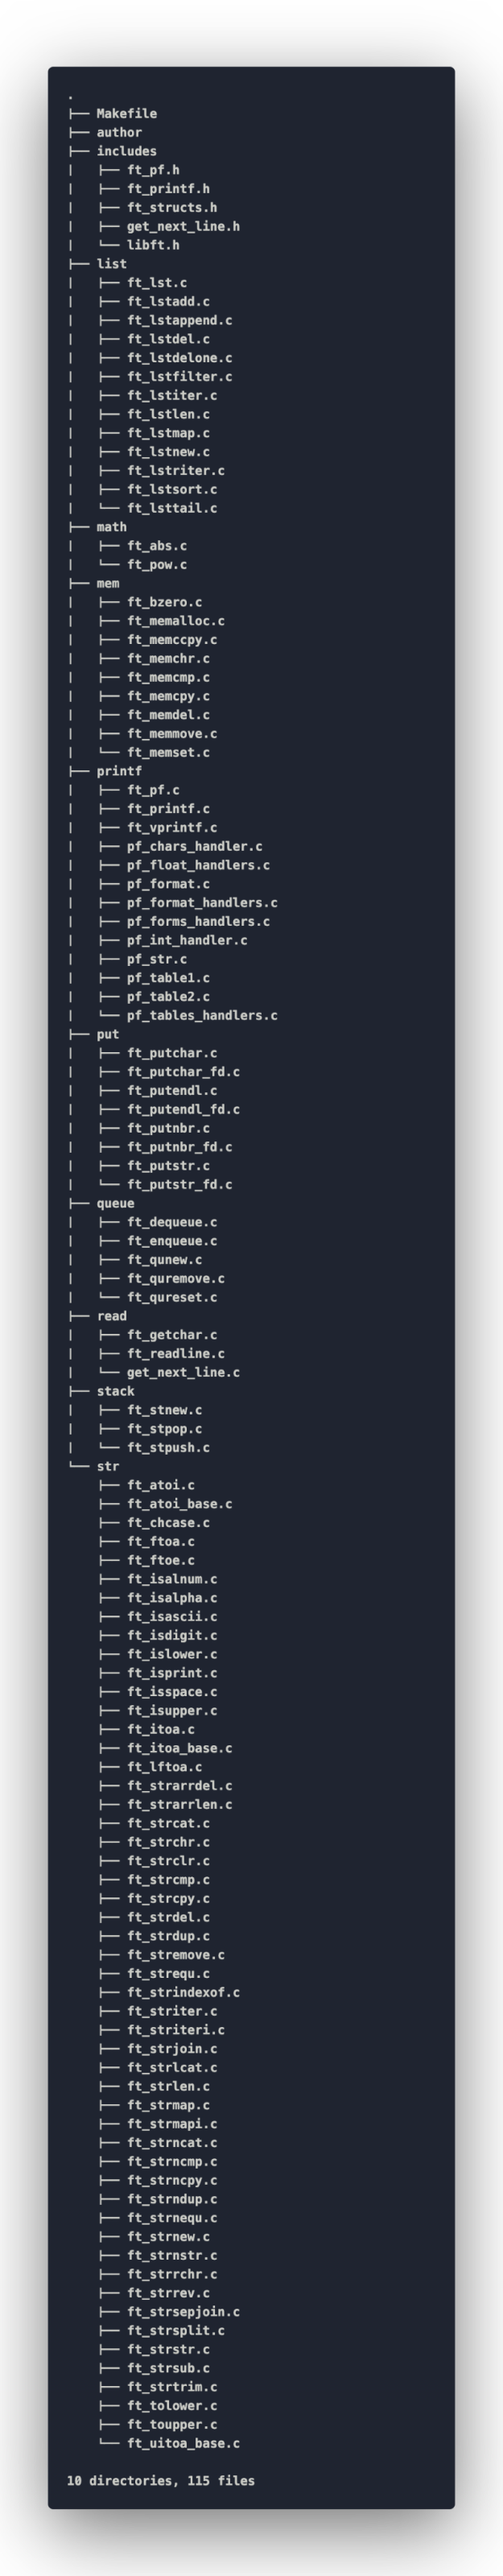 .
├── Makefile
├── author
├── includes
│   ├── ft_pf.h
│   ├── ft_printf.h
│   ├── ft_structs.h
│   ├── get_next_line.h
│   └── libft.h
├── list
│   ├── ft_lst.c
│   ├── ft_lstadd.c
│   ├── ft_lstappend.c
│   ├── ft_lstdel.c
│   ├── ft_lstdelone.c
│   ├── ft_lstfilter.c
│   ├── ft_lstiter.c
│   ├── ft_lstlen.c
│   ├── ft_lstmap.c
│   ├── ft_lstnew.c
│   ├── ft_lstriter.c
│   ├── ft_lstsort.c
│   └── ft_lsttail.c
├── math
│   ├── ft_abs.c
│   └── ft_pow.c
├── mem
│   ├── ft_bzero.c
│   ├── ft_memalloc.c
│   ├── ft_memccpy.c
│   ├── ft_memchr.c
│   ├── ft_memcmp.c
│   ├── ft_memcpy.c
│   ├── ft_memdel.c
│   ├── ft_memmove.c
│   └── ft_memset.c
├── printf
│   ├── ft_pf.c
│   ├── ft_printf.c
│   ├── ft_vprintf.c
│   ├── pf_chars_handler.c
│   ├── pf_float_handlers.c
│   ├── pf_format.c
│   ├── pf_format_handlers.c
│   ├── pf_forms_handlers.c
│   ├── pf_int_handler.c
│   ├── pf_str.c
│   ├── pf_table1.c
│   ├── pf_table2.c
│   └── pf_tables_handlers.c
├── put
│   ├── ft_putchar.c
│   ├── ft_putchar_fd.c
│   ├── ft_putendl.c
│   ├── ft_putendl_fd.c
│   ├── ft_putnbr.c
│   ├── ft_putnbr_fd.c
│   ├── ft_putstr.c
│   └── ft_putstr_fd.c
├── queue
│   ├── ft_dequeue.c
│   ├── ft_enqueue.c
│   ├── ft_qunew.c
│   ├── ft_quremove.c
│   └── ft_qureset.c
├── read
│   ├── ft_getchar.c
│   ├── ft_readline.c
│   └── get_next_line.c
├── stack
│   ├── ft_stnew.c
│   ├── ft_stpop.c
│   └── ft_stpush.c
└── str
    ├── ft_atoi.c
    ├── ft_atoi_base.c
    ├── ft_chcase.c
    ├── ft_ftoa.c
    ├── ft_ftoe.c
    ├── ft_isalnum.c
    ├── ft_isalpha.c
    ├── ft_isascii.c
    ├── ft_isdigit.c
    ├── ft_islower.c
    ├── ft_isprint.c
    ├── ft_isspace.c
    ├── ft_isupper.c
    ├── ft_itoa.c
    ├── ft_itoa_base.c
    ├── ft_lftoa.c
    ├── ft_strarrdel.c
    ├── ft_strarrlen.c
    ├── ft_strcat.c
    ├── ft_strchr.c
    ├── ft_strclr.c
    ├── ft_strcmp.c
    ├── ft_strcpy.c
    ├── ft_strdel.c
    ├── ft_strdup.c
    ├── ft_stremove.c
    ├── ft_strequ.c
    ├── ft_strindexof.c
    ├── ft_striter.c
    ├── ft_striteri.c
    ├── ft_strjoin.c
    ├── ft_strlcat.c
    ├── ft_strlen.c
    ├── ft_strmap.c
    ├── ft_strmapi.c
    ├── ft_strncat.c
    ├── ft_strncmp.c
    ├── ft_strncpy.c
    ├── ft_strndup.c
    ├── ft_strnequ.c
    ├── ft_strnew.c
    ├── ft_strnstr.c
    ├── ft_strrchr.c
    ├── ft_strrev.c
    ├── ft_strsepjoin.c
    ├── ft_strsplit.c
    ├── ft_strstr.c
    ├── ft_strsub.c
    ├── ft_strtrim.c
    ├── ft_tolower.c
    ├── ft_toupper.c
    └── ft_uitoa_base.c

10 directories, 115 files